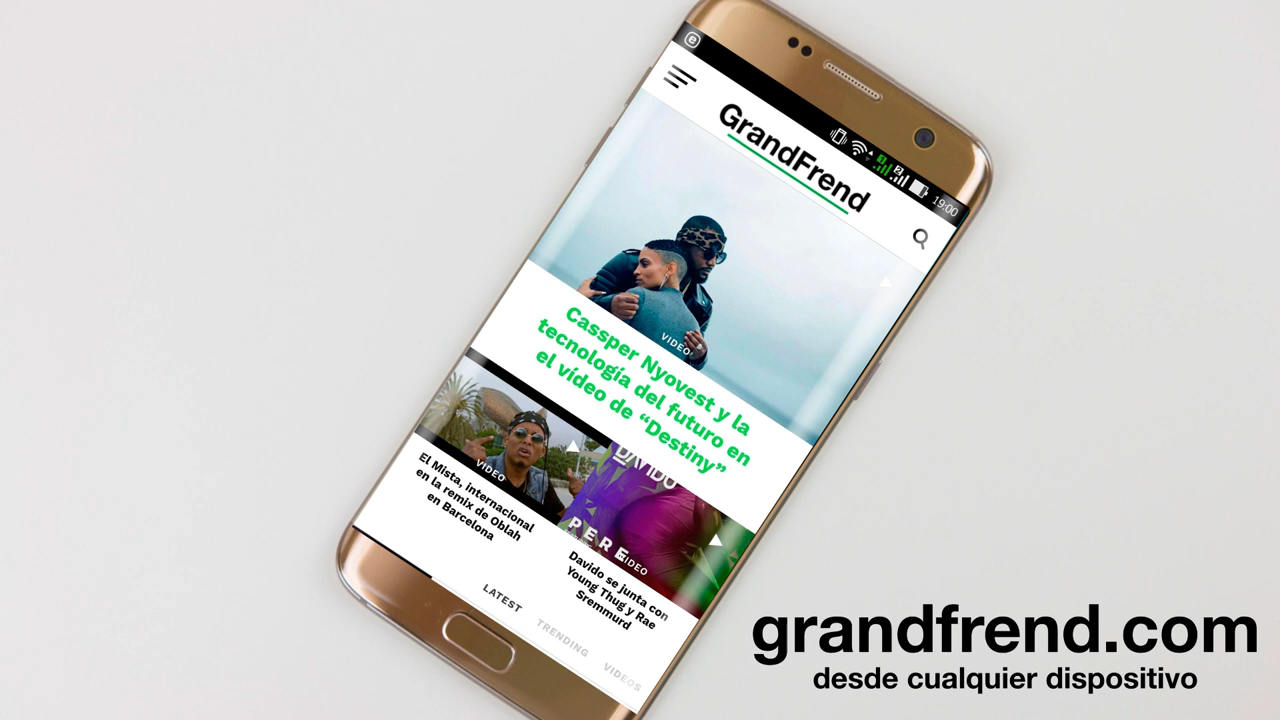 19:00
GrandFrend
VIDEO
Cassper Nyovest y la
tecnología del futuro en
el vídeo de “Destiny”
VIDEO
El Mista, internacional
en la remix de Oblah
en Barcelona
DAVIDO
RERE
VIDEO
Davido se junta con
Young Thug y Rae
Sremmurd
LATEST
TRENDING
VIDEOS
grandfrend.com
desde cualquier dispositivo